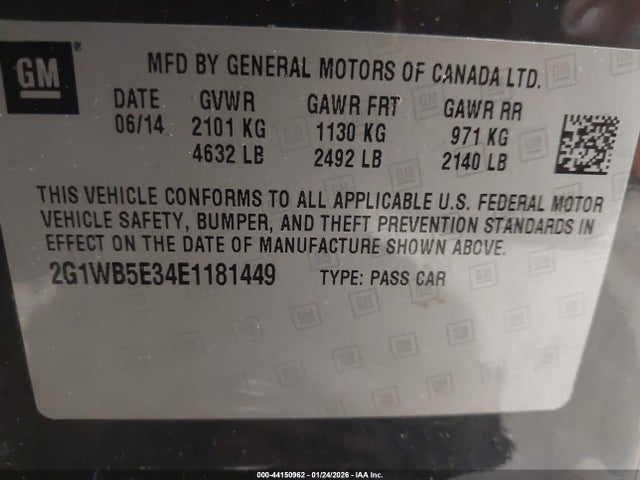 GM
MFD BY GENERAL MOTORS OF CANADA LTD.
DATE GVWR GAWR FRT GAWR RR
06/14 2101 KG 1130 KG 971 KG
4632 LB 2492 LB 2140 LB
THIS VEHICLE CONFORMS TO ALL APPLICABLE U.S. FEDERAL MOTOR
VEHICLE SAFETY, BUMPER, AND THEFT PREVENTION STANDARDS IN
EFFECT ON THE DATE OF MANUFACTURE SHOWN ABOVE.
2G1WB5E34E1181449 TYPE: PASS CAR
000-44150962 - 01/24/2026 - IAA Inc.